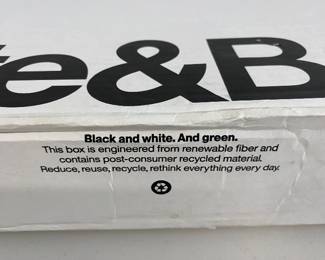 e&B
Black and white. And green.
This box is engineered from renewable fiber and
contains post-consumer recycled material.
Reduce, reuse, recycle, rethink everything every day.